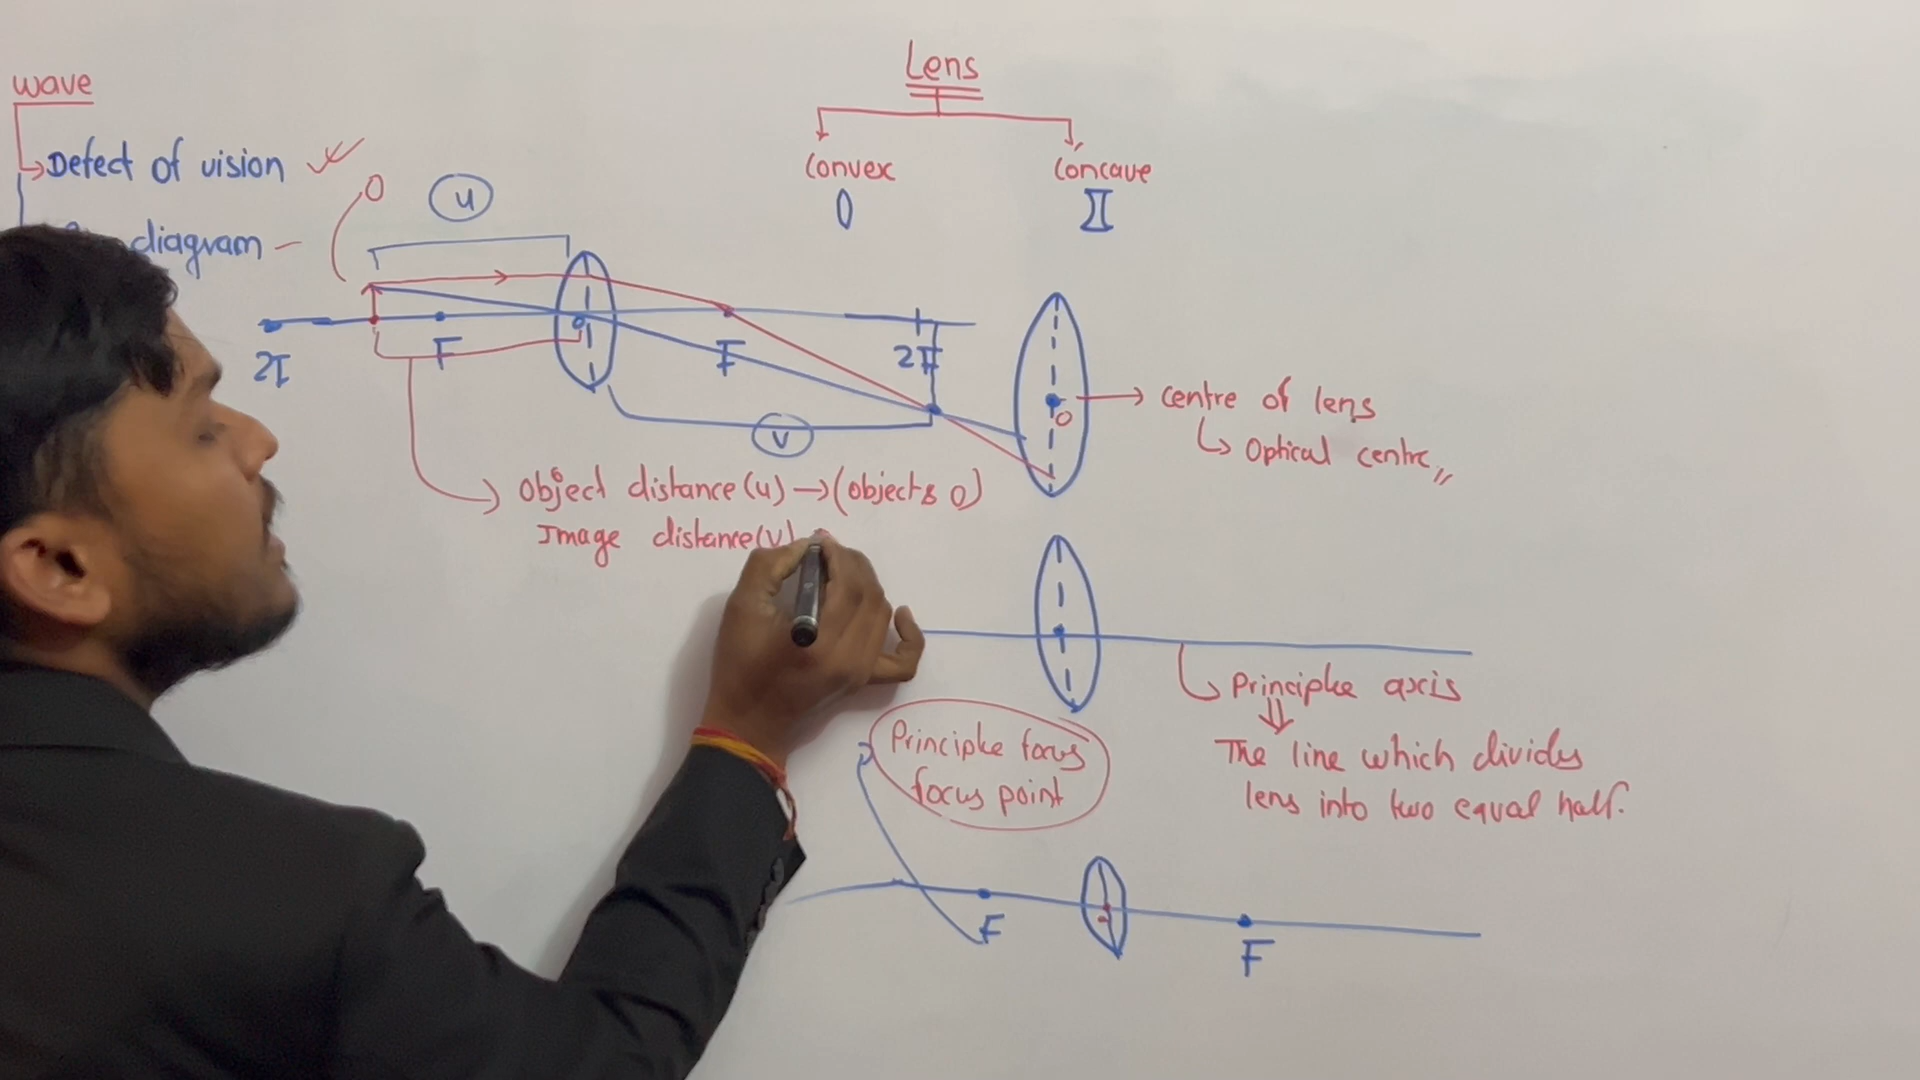 Lens
wave
Convex
Concave
Defect of vision
diagram
O
u
2F
F
O
F
2F
v
Centre of lens
Optical centre
O
Object distance (u) → (object & O)
Image distance (v)
Principle axis
The line which divides
lens into two equal half.
Principle focus
focus point
F
F